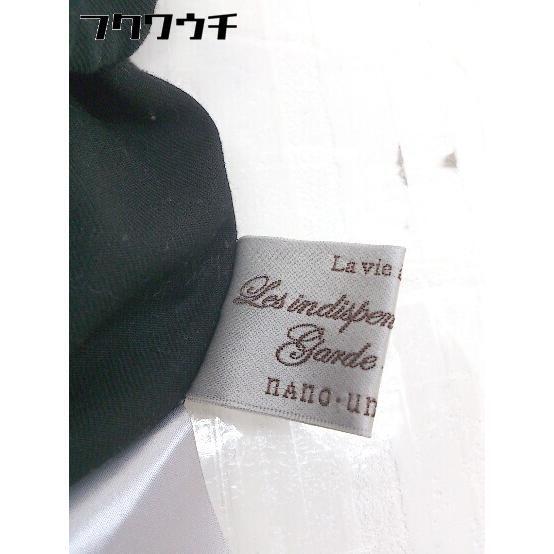 フクワウチ
La vie
Les indispen
Garde
nAnO·un